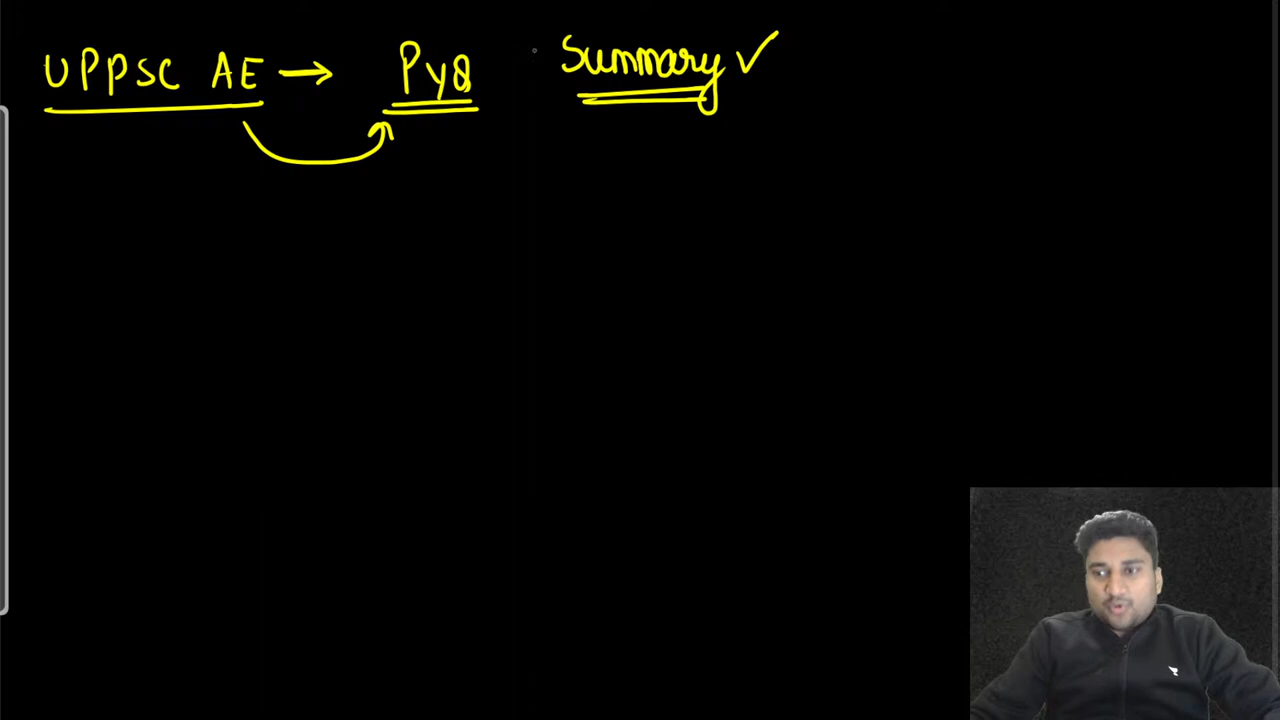 UPPSC AE → PyQ Summary ✓